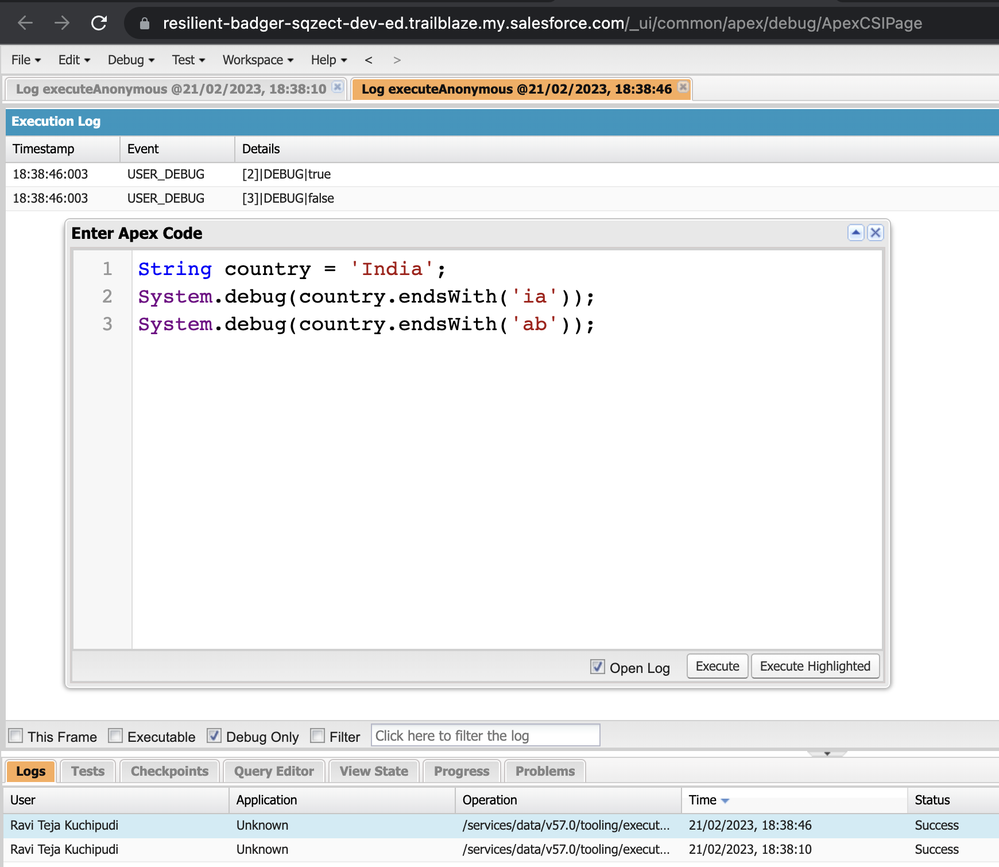 resilient-badger-sqzect-dev-ed.trailblaze.my.salesforce.com/_ui/common/apex/debug/ApexCSIPage
File Edit Debug Test Workspace Help < >
Log executeAnonymous @21/02/2023, 18:38:10 Log executeAnonymous @21/02/2023, 18:38:46
Execution Log
Timestamp Event Details
18:38:46:003 USER_DEBUG [2]|DEBUG|true
18:38:46:003 USER_DEBUG [3]|DEBUG|false
Enter Apex Code
1 String country = 'India';
2 System.debug(country.endsWith('ia'));
3 System.debug(country.endsWith('ab'));
Open Log Execute Execute Highlighted
This Frame Executable Debug Only Filter Click here to filter the log
Logs Tests Checkpoints Query Editor View State Progress Problems
User Application Operation Time Status
Ravi Teja Kuchipudi Unknown /services/data/v57.0/tooling/execut... 21/02/2023, 18:38:46 Success
Ravi Teja Kuchipudi Unknown /services/data/v57.0/tooling/execut... 21/02/2023, 18:38:10 Success